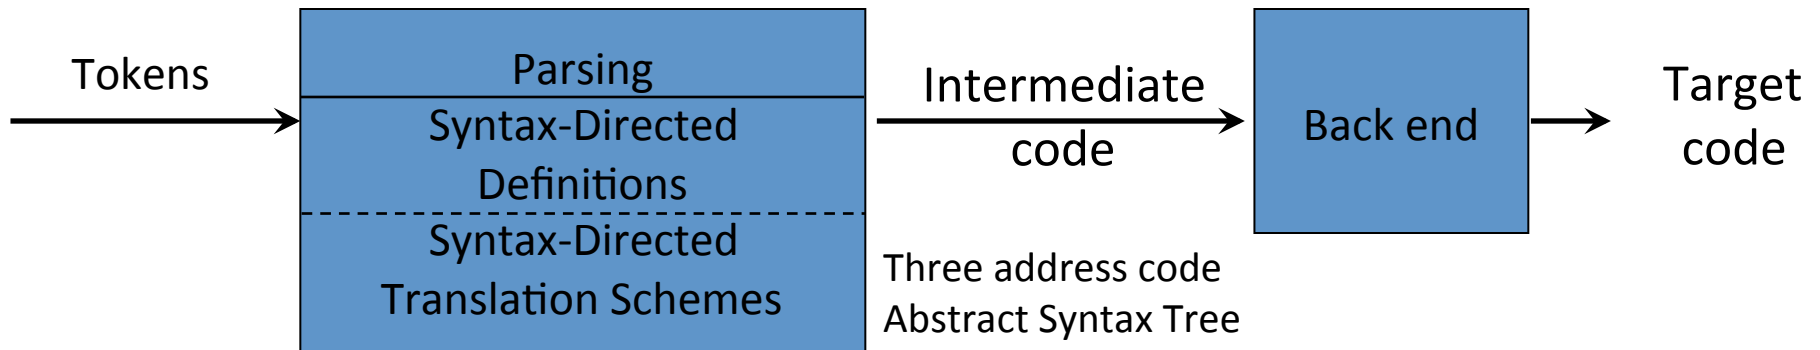 Tokens
Parsing
Syntax-Directed
Definitions
Syntax-Directed
Translation Schemes
Intermediate
code
Three address code
Abstract Syntax Tree
Back end
Target
code